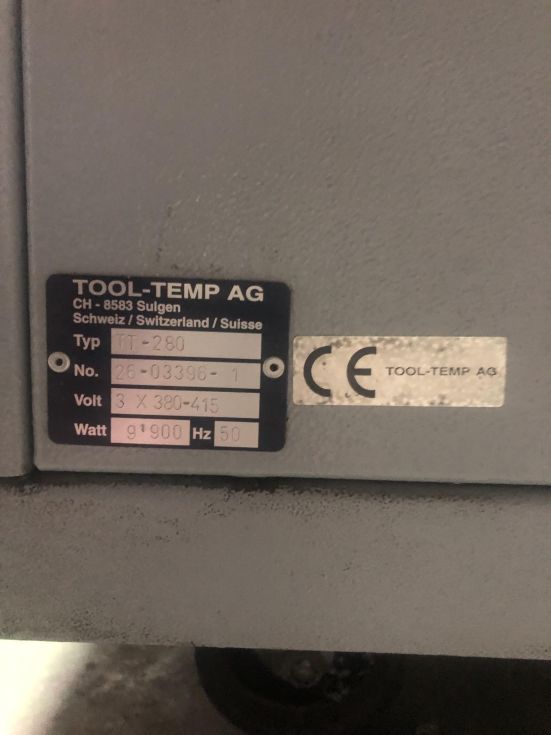 TOOL-TEMP AG
CH - 8583 Sulgen
Schweiz / Switzerland / Suisse
Typ TT-280
No. 26-03396-1
Volt 3 X 380-415
Watt 9'900 Hz 50
CE TOOL-TEMP AG